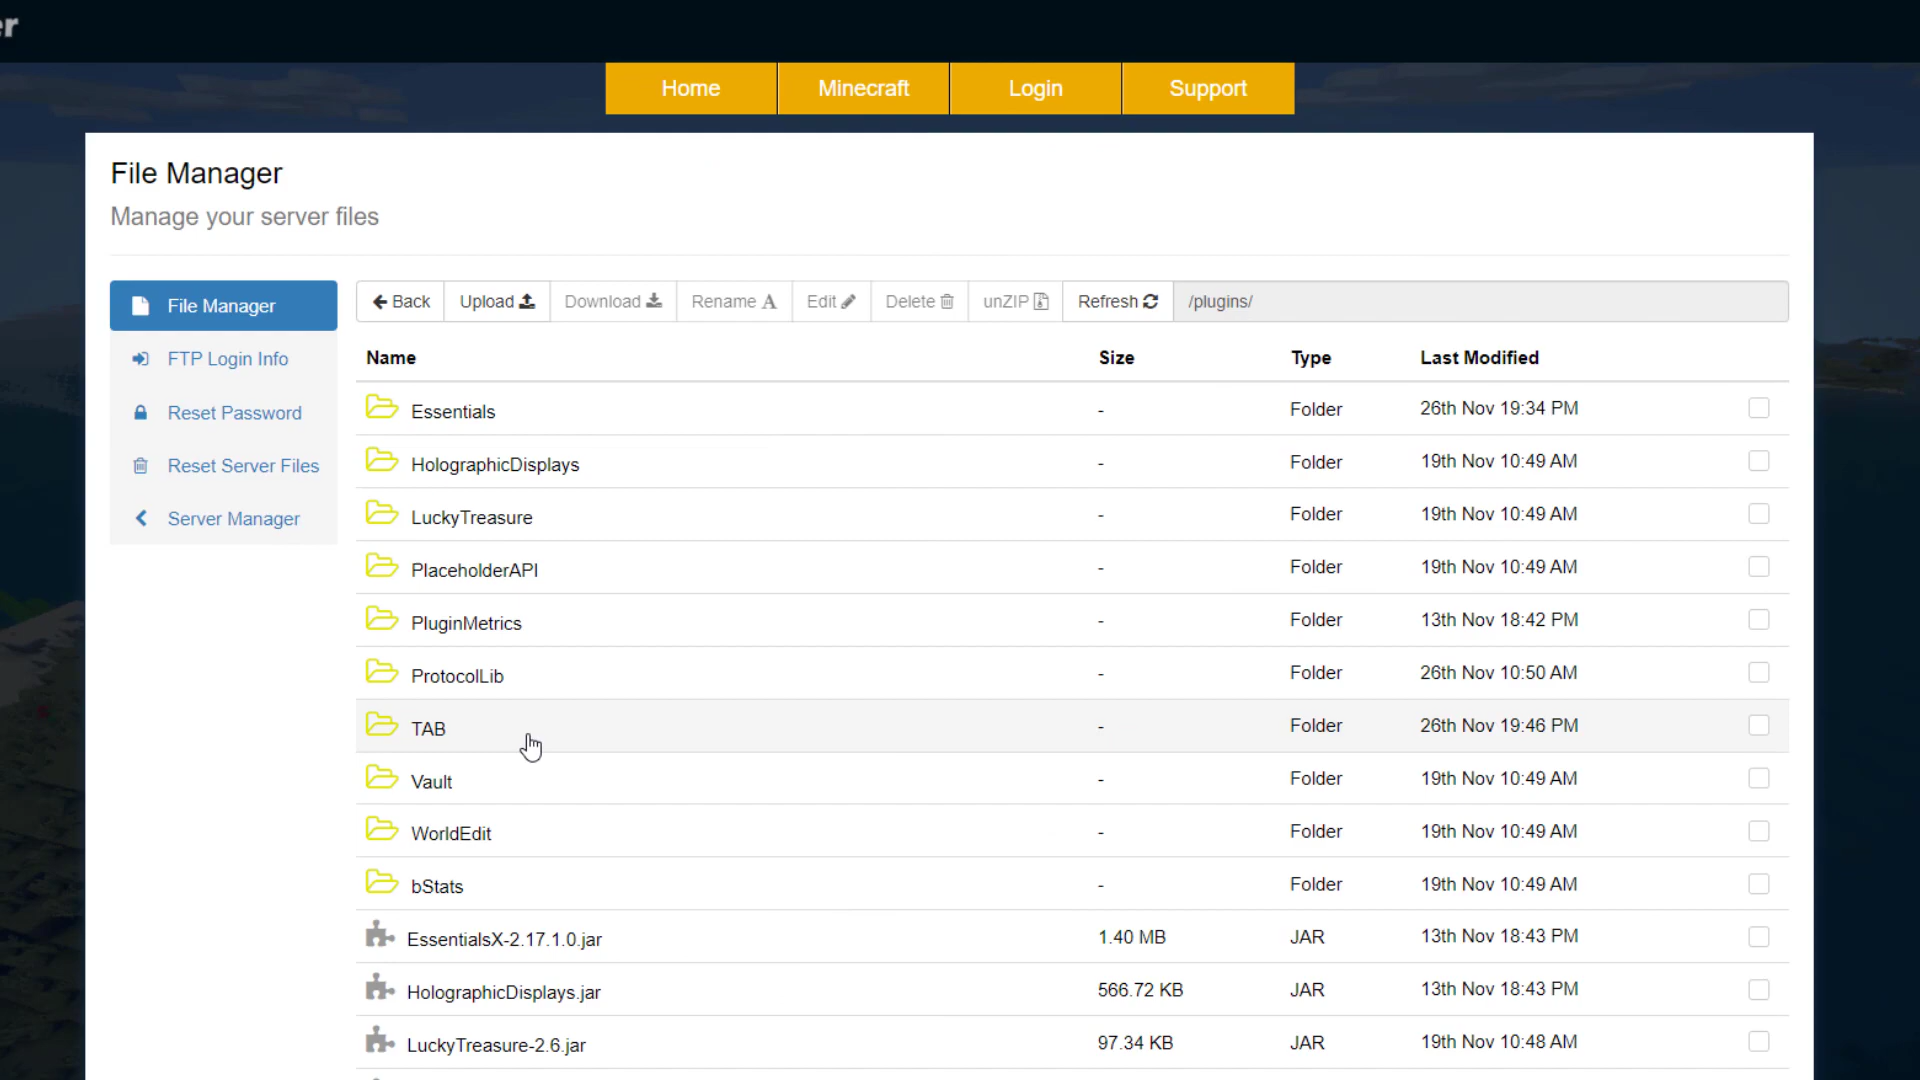 er
Home Minecraft Login Support
File Manager
Manage your server files
File Manager
FTP Login Info
Reset Password
Reset Server Files
Server Manager
Back Upload Download Rename Edit Delete unZIP Refresh /plugins/
Name Size Type Last Modified
Essentials - Folder 26th Nov 19:34 PM
HolographicDisplays - Folder 19th Nov 10:49 AM
LuckyTreasure - Folder 19th Nov 10:49 AM
PlaceholderAPI - Folder 19th Nov 10:49 AM
PluginMetrics - Folder 13th Nov 18:42 PM
ProtocolLib - Folder 26th Nov 10:50 AM
TAB - Folder 26th Nov 19:46 PM
Vault - Folder 19th Nov 10:49 AM
WorldEdit - Folder 19th Nov 10:49 AM
bStats - Folder 19th Nov 10:49 AM
EssentialsX-2.17.1.0.jar 1.40 MB JAR 13th Nov 18:43 PM
HolographicDisplays.jar 566.72 KB JAR 13th Nov 18:43 PM
LuckyTreasure-2.6.jar 97.34 KB JAR 19th Nov 10:48 AM